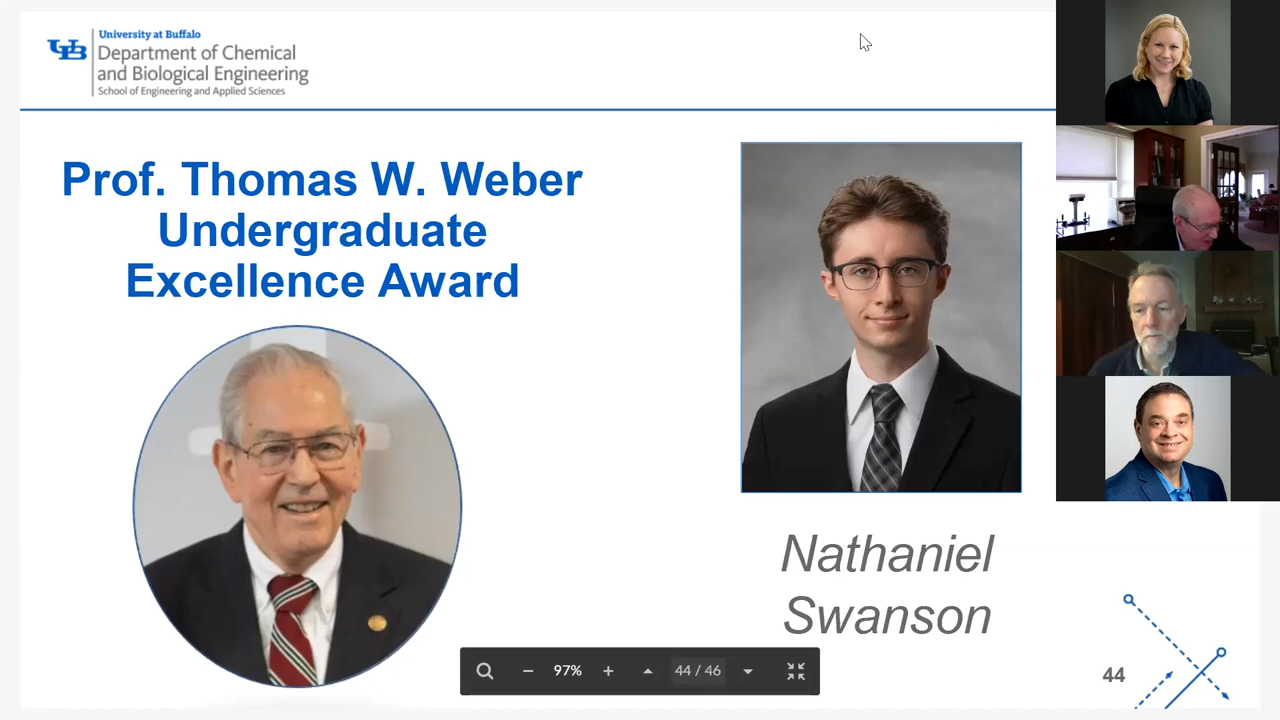 UB
University at Buffalo
Department of Chemical
and Biological Engineering
School of Engineering and Applied Sciences
Prof. Thomas W. Weber
Undergraduate
Excellence Award
Nathaniel
Swanson
97%
44 / 46
44